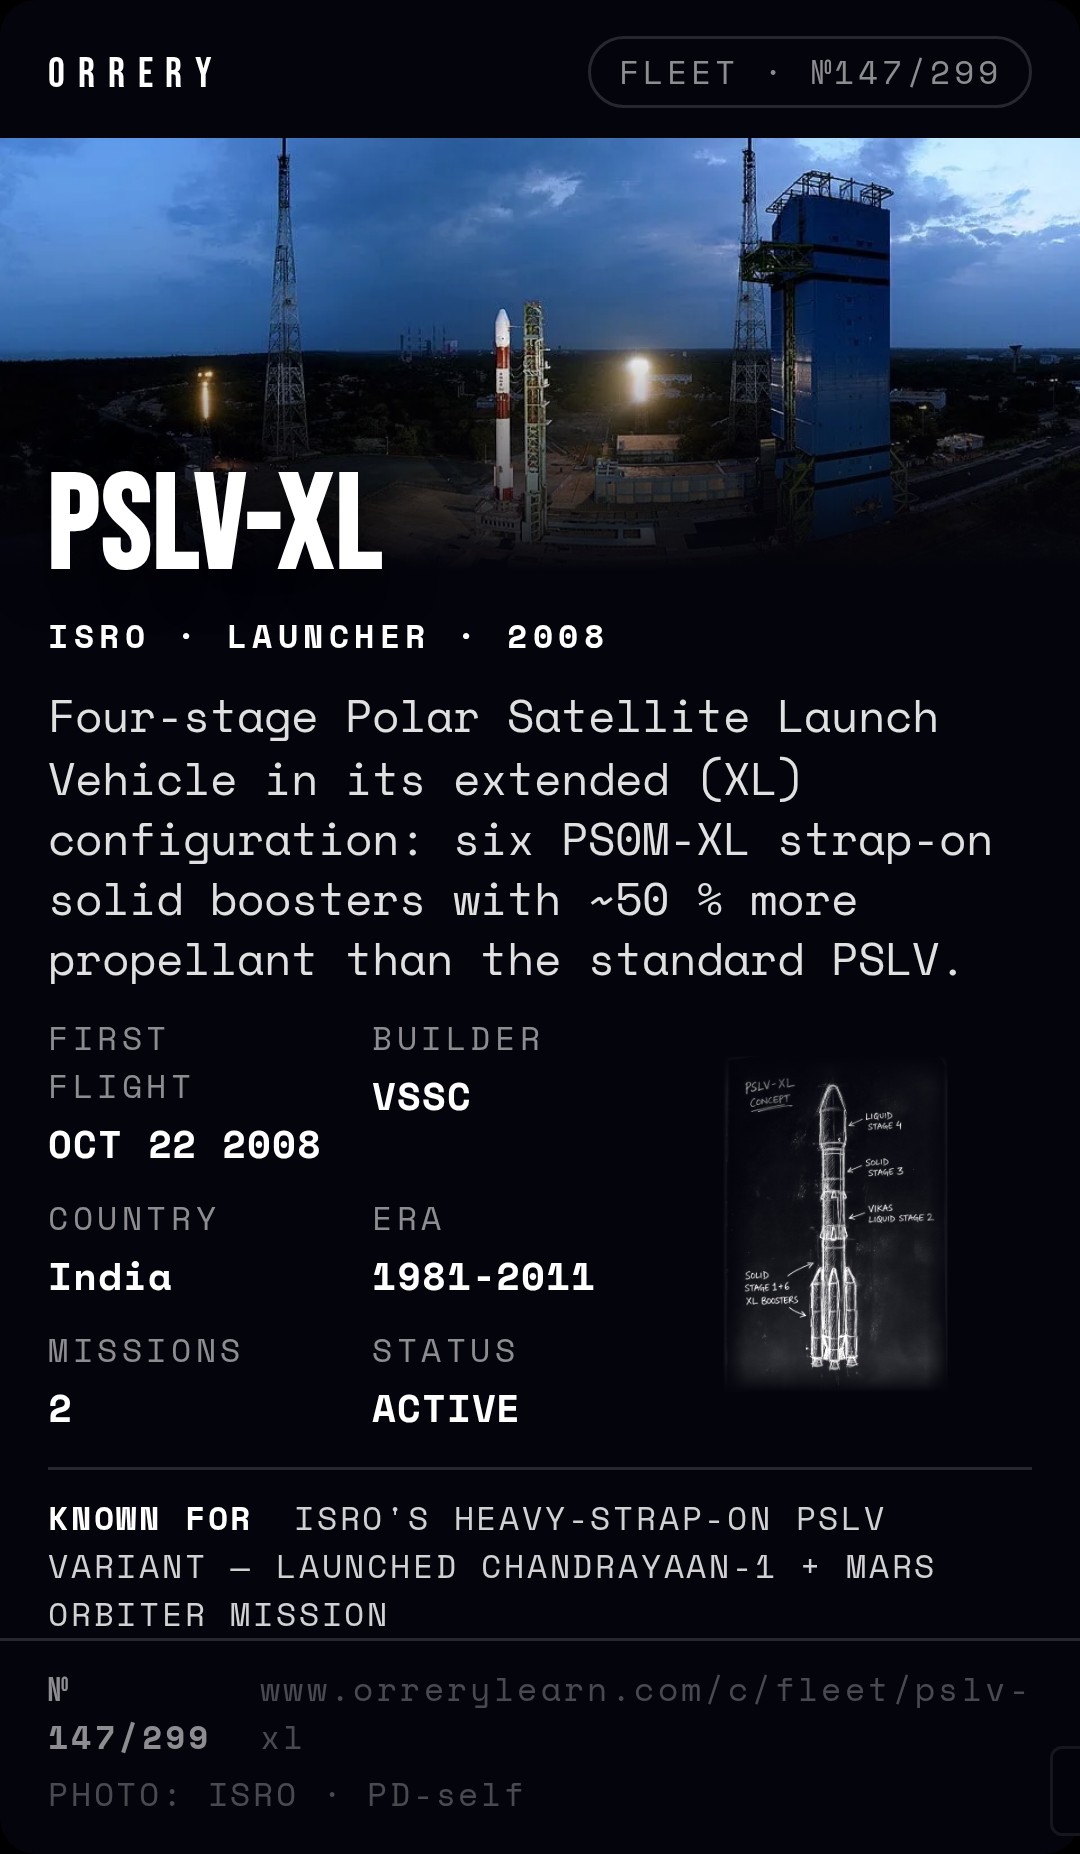 ORRERY
FLEET · №147/299
PSLV-XL
ISRO · LAUNCHER · 2008
Four-stage Polar Satellite Launch
Vehicle in its extended (XL)
configuration: six PS0M-XL strap-on
solid boosters with ~50 % more
propellant than the standard PSLV.
FIRST
FLIGHT
OCT 22 2008
BUILDER
VSSC
COUNTRY
India
ERA
1981-2011
MISSIONS
2
STATUS
ACTIVE
PSLV-XL
CONCEPT
LIQUID
STAGE 4
SOLID
STAGE 3
VIKAS
LIQUID STAGE 2
SOLID
STAGE 1+6
XL BOOSTERS
KNOWN FOR ISRO'S HEAVY-STRAP-ON PSLV
VARIANT — LAUNCHED CHANDRAYAAN-1 + MARS
ORBITER MISSION
№
147/299
www.orrerylearn.com/c/fleet/pslv-
xl
PHOTO: ISRO · PD-self